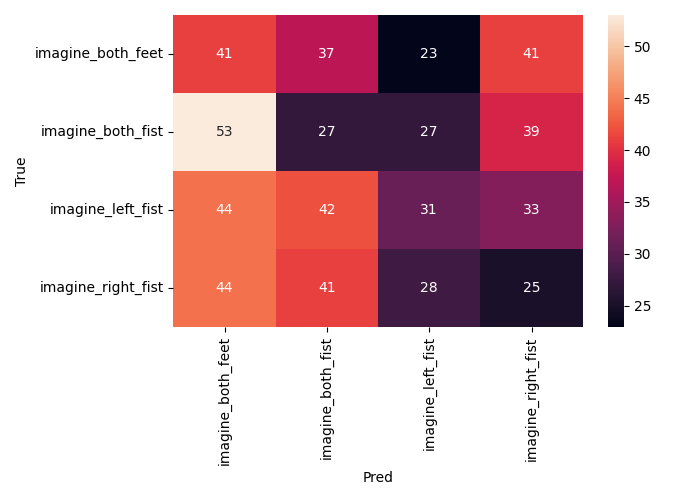 True
imagine_both_feet 41 37 23 41
imagine_both_fist 53 27 27 39
imagine_left_fist 44 42 31 33
imagine_right_fist 44 41 28 25
imagine_both_feet
imagine_both_fist
imagine_left_fist
imagine_right_fist
Pred
50
45
40
35
30
25